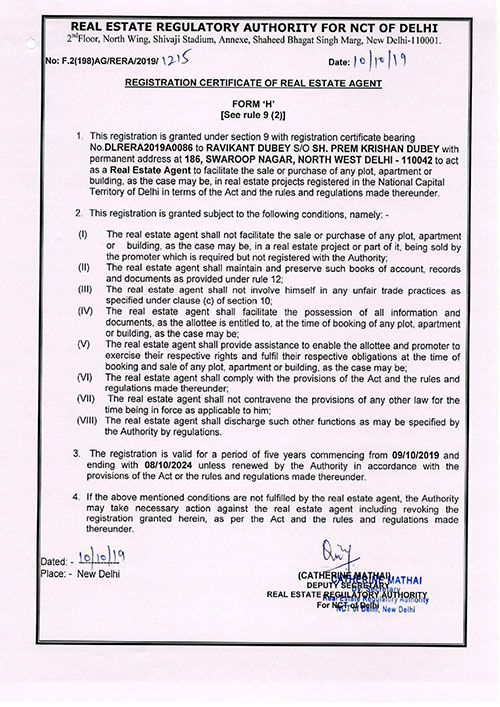 REAL ESTATE REGULATORY AUTHORITY FOR NCT OF DELHI
2ndFloor, North Wing, Shivaji Stadium, Annexe, Shaheed Bhagat Singh Marg, New Delhi-110001.
No: F.2(198)AG/RERA/2019/ 1215 Date: 10/10/19
REGISTRATION CERTIFICATE OF REAL ESTATE AGENT
FORM 'H'
[See rule 9 (2)]
1. This registration is granted under section 9 with registration certificate bearing
No.DLRERA2019A0086 to RAVIKANT DUBEY S/O SH. PREM KRISHAN DUBEY with
permanent address at 186, SWAROOP NAGAR, NORTH WEST DELHI - 110042 to act
as a Real Estate Agent to facilitate the sale or purchase of any plot, apartment or
building, as the case may be, in real estate projects registered in the National Capital
Territory of Delhi in terms of the Act and the rules and regulations made thereunder.
2. This registration is granted subject to the following conditions, namely: -
(I) The real estate agent shall not facilitate the sale or purchase of any plot, apartment
or building, as the case may be, in a real estate project or part of it, being sold by
the promoter which is required but not registered with the Authority;
(II) The real estate agent shall maintain and preserve such books of account, records
and documents as provided under rule 12;
(III) The real estate agent shall not involve himself in any unfair trade practices as
specified under clause (c) of section 10;
(IV) The real estate agent shall facilitate the possession of all information and
documents, as the allottee is entitled to, at the time of booking of any plot, apartment
or building, as the case may be;
(V) The real estate agent shall provide assistance to enable the allottee and promoter to
exercise their respective rights and fulfil their respective obligations at the time of
booking and sale of any plot, apartment or building, as the case may be;
(VI) The real estate agent shall comply with the provisions of the Act and the rules and
regulations made thereunder;
(VII) The real estate agent shall not contravene the provisions of any other law for the
time being in force as applicable to him;
(VIII) The real estate agent shall discharge such other functions as may be specified by
the Authority by regulations.
3. The registration is valid for a period of five years commencing from 09/10/2019 and
ending with 08/10/2024 unless renewed by the Authority in accordance with the
provisions of the Act or the rules and regulations made thereunder.
4. If the above mentioned conditions are not fulfilled by the real estate agent, the Authority
may take necessary action against the real estate agent including revoking the
registration granted herein, as per the Act and the rules and regulations made
thereunder.
Dated: - 10/10/19
Place: - New Delhi
(CATHERINE MATHAI)
CATHERINE MATHAI
DEPUTY SECRETARY
Secretary
REAL ESTATE REGULATORY AUTHORITY
Real Estate Regulatory Authority
For NCT of Delhi
NCT of Delhi, New Delhi